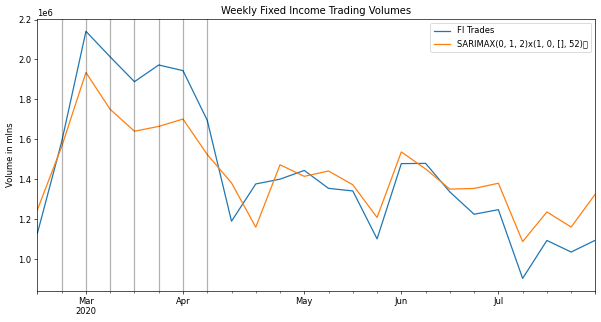 Weekly Fixed Income Trading Volumes
1e6
FI Trades
SARIMAX(0, 1, 2)x(1, 0, [], 52)
Volume in mlns
2.2
2.0
1.8
1.6
1.4
1.2
1.0
Mar
2020
Apr
May
Jun
Jul